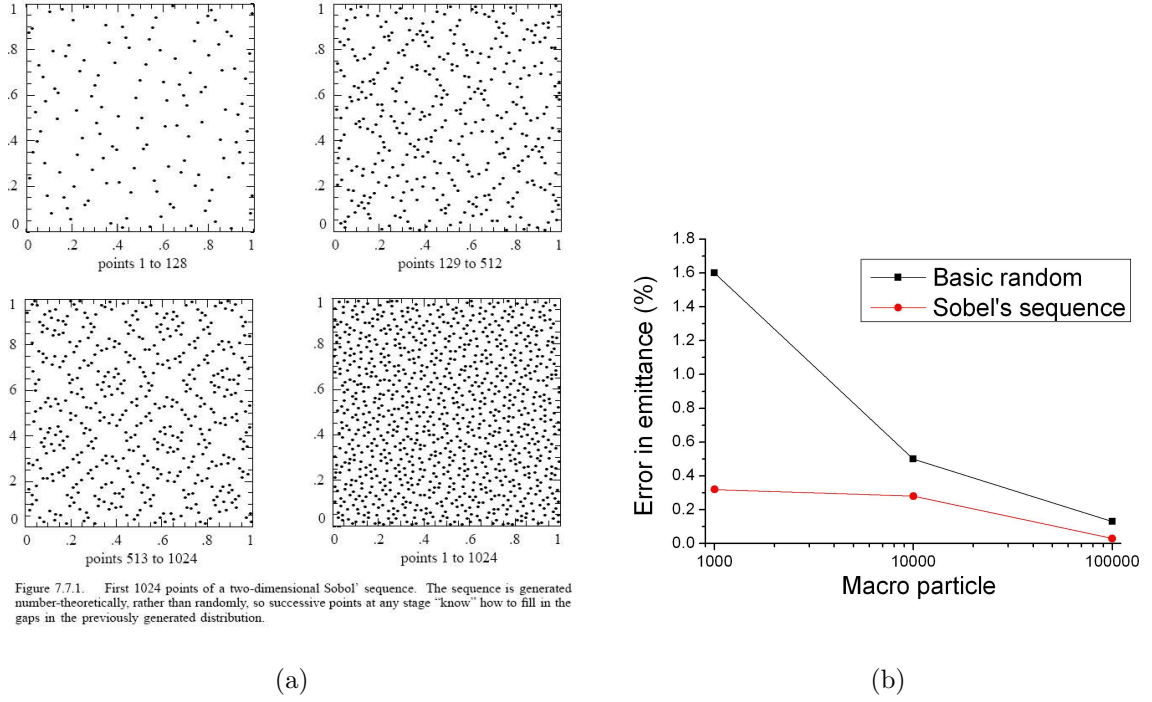 1
.8
.6
.4
.2
0
0 .2 .4 .6 .8 1
points 1 to 128
1
.8
.6
.4
.2
0
0 .2 .4 .6 .8 1
points 129 to 512
1
8
6
4
2
0
0 .2 .4 .6 .8 1
points 513 to 1024
1
.8
.6
.4
.2
0
0 .2 .4 .6 .8 1
points 1 to 1024
Figure 7.7.1. First 1024 points of a two-dimensional Sobol' sequence. The sequence is generated
number-theoretically, rather than randomly, so successive points at any stage "know" how to fill in the
gaps in the previously generated distribution.
(a)
1.8
1.6
1.4
1.2
1.0
0.8
0.6
0.4
0.2
0.0
Error in emittance (%)
Basic random
Sobel's sequence
1000 10000 100000
Macro particle
(b)